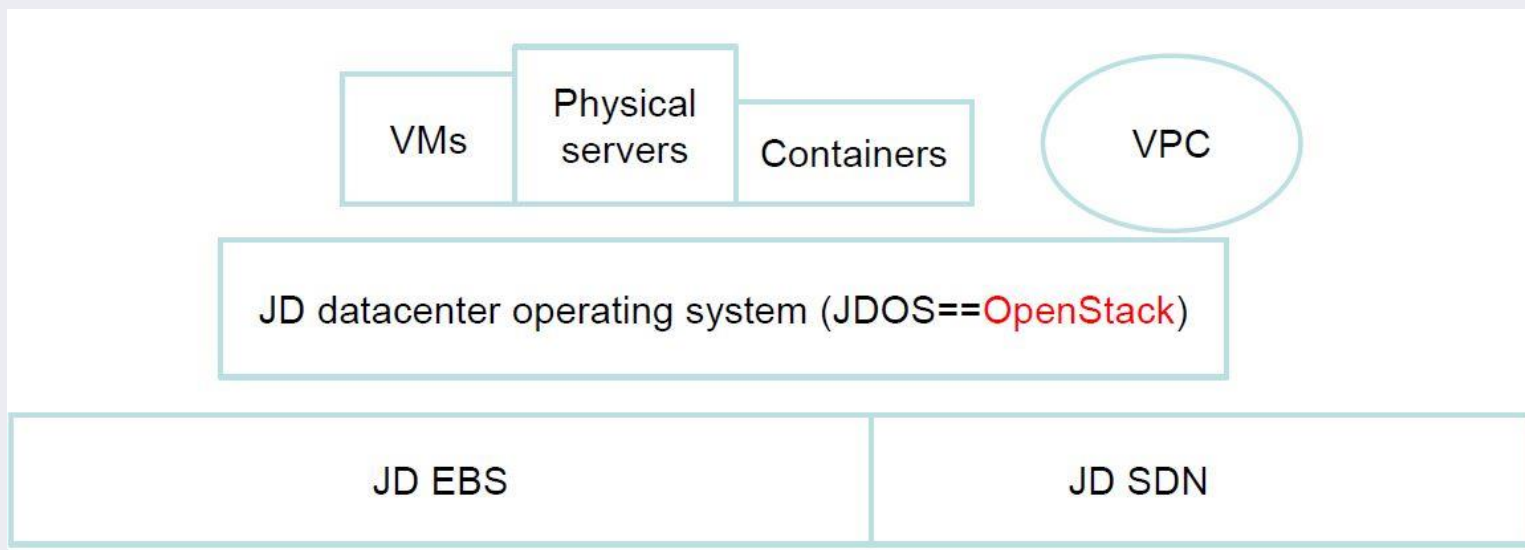 VMs
Physical
servers
Containers
VPC
JD datacenter operating system (JDOS==OpenStack)
JD EBS
JD SDN